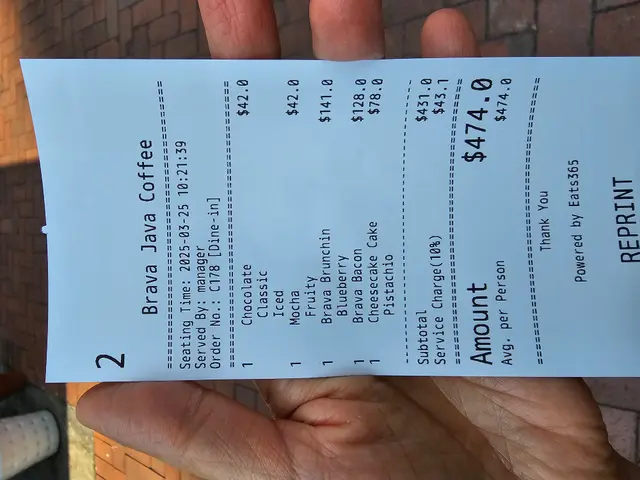 2
Brava Java Coffee
Seating Time: 2025-03-25 10:21:39
Served By: manager
Order No.: C178 [Dine-in]
1 Chocolate $42.0
Classic
Iced
1 Mocha $42.0
Fruity
1 Brava Brunchin $141.0
Blueberry
1 Brava Bacon $128.0
1 Cheesecake Cake $78.0
Pistachio
Subtotal $431.0
Service Charge(10%) $43.1
Amount $474.0
Avg. per Person $474.0
Thank You
Powered by Eats365
REPRINT